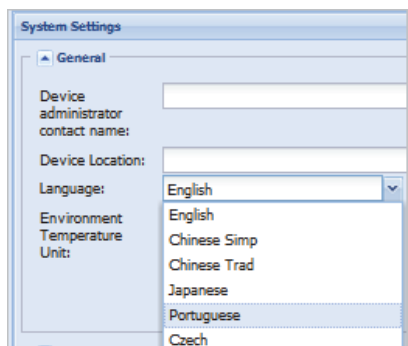 System Settings
General
Device
administrator
contact name:
Device Location:
Language:
English
Environment
Temperature
Unit:
English
Chinese Simp
Chinese Trad
Japanese
Portuguese
Czech